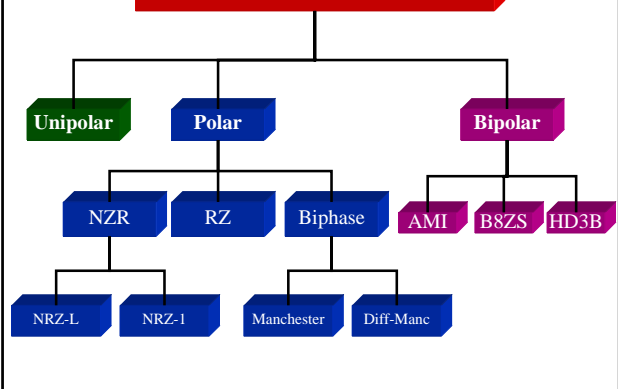 Unipolar Polar Bipolar
NZR RZ Biphase AMI B8ZS HD3B
NRZ-L NRZ-1 Manchester Diff-Manc